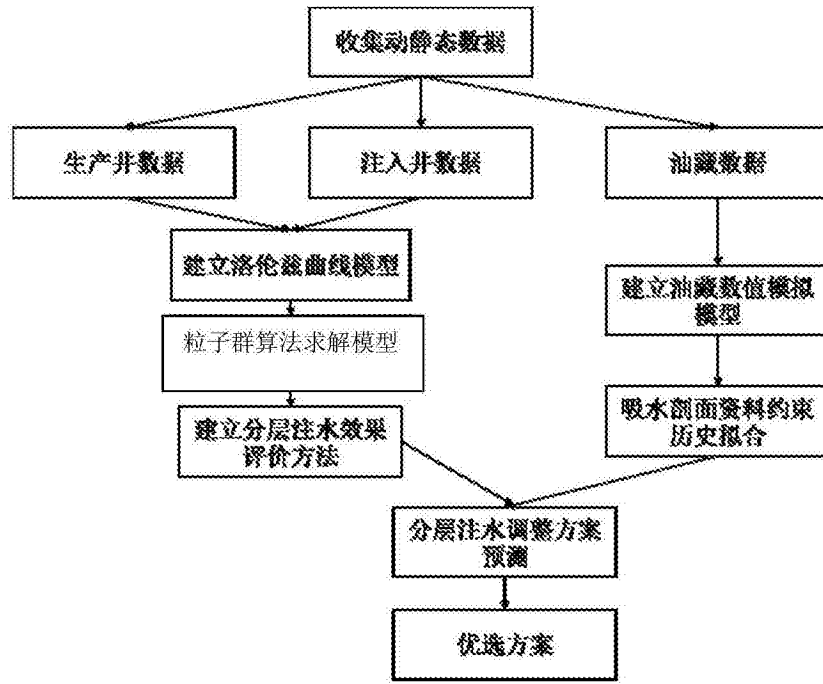 收集动静态数据
生产井数据
注入井数据
油藏数据
建立洛伦兹曲线模型
建立油藏数值模拟
模型
粒子群算法求解模型
吸水剖面资料约束
历史拟合
建立分层注水效果
评价方法
分层注水调整方案
预测
优选方案